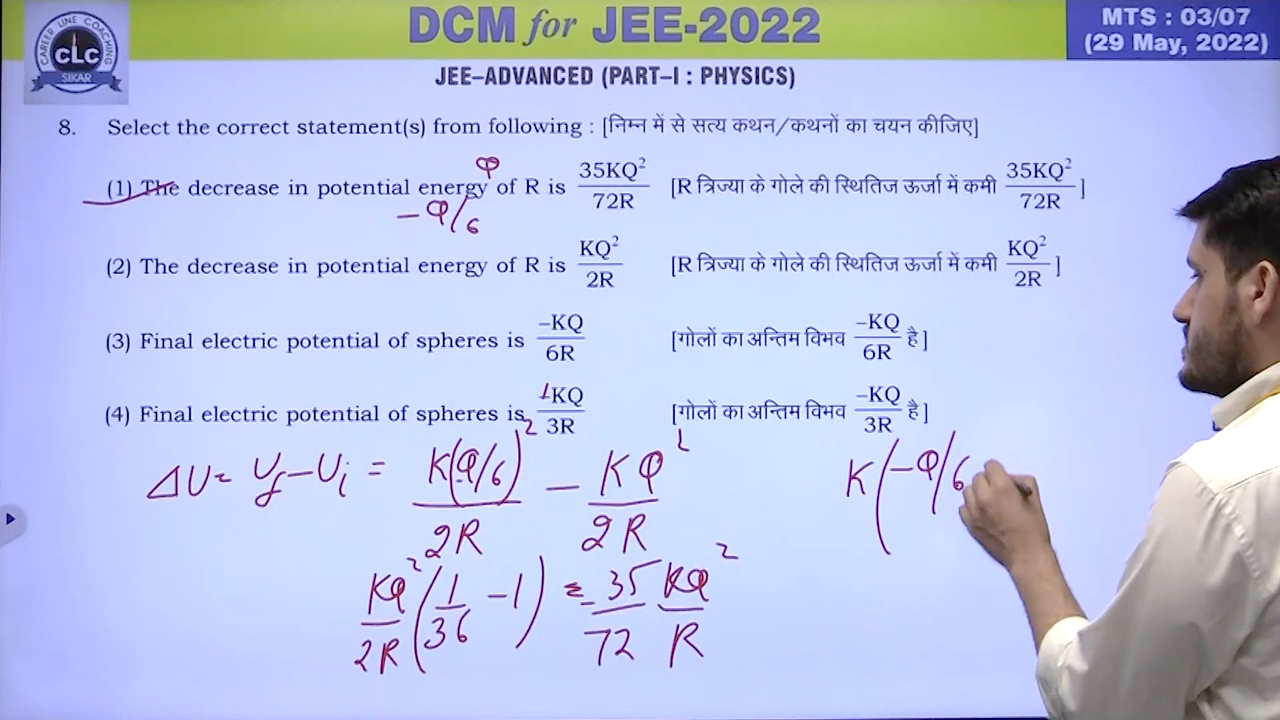 CAREER LINE COACHING
CLC
SIKAR
DCM for JEE-2022
MTS : 03/07
(29 May, 2022)
JEE–ADVANCED (PART–I : PHYSICS)
8. Select the correct statement(s) from following : [निम्न में से सत्य कथन/कथनों का चयन कीजिए]
Q
(1) The decrease in potential energy of R is 35KQ²/72R [R त्रिज्या के गोले की स्थितिज ऊर्जा में कमी 35KQ²/72R ]
– Q/6
(2) The decrease in potential energy of R is KQ²/2R [R त्रिज्या के गोले की स्थितिज ऊर्जा में कमी KQ²/2R ]
(3) Final electric potential of spheres is –KQ/6R [गोलों का अन्तिम विभव –KQ/6R है ]
(4) Final electric potential of spheres is –KQ/3R [गोलों का अन्तिम विभव –KQ/3R है ]
ΔU = Uf – Ui = K(Q/6)²/2R – KQ²/2R
K(–Q/6
KQ²/2R (1/36 – 1) = –35/72 KQ²/R